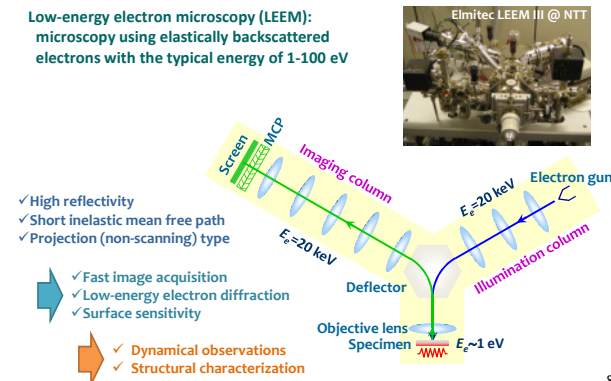 Low-energy electron microscopy (LEEM):
microscopy using elastically backscattered
electrons with the typical energy of 1-100 eV
Elmitec LEEM III @ NTT
Screen
MCP
Imaging column
Electron gun
Ee=20 keV
✓High reflectivity
✓Short inelastic mean free path
✓Projection (non-scanning) type
Ee=20 keV
Illumination column
Deflector
✓Fast image acquisition
✓Low-energy electron diffraction
✓Surface sensitivity
Objective lens
Specimen
Ee~1 eV
✓ Dynamical observations
✓ Structural characterization